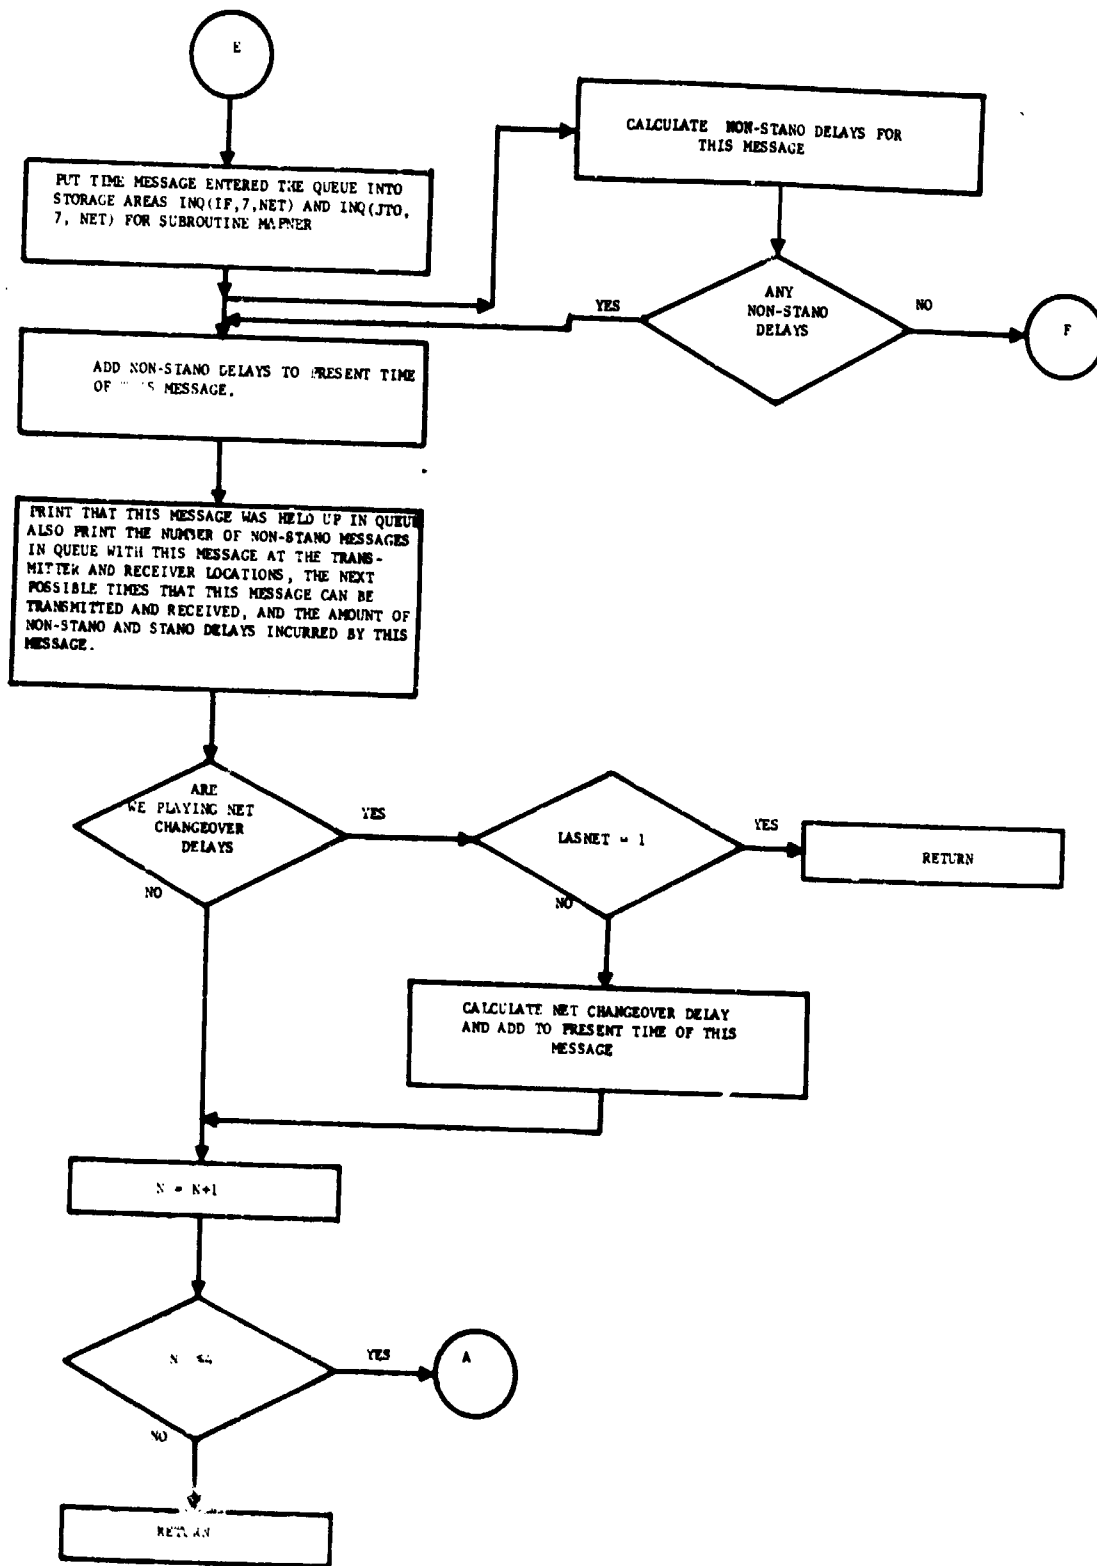 E
PUT TIME MESSAGE ENTERED THE QUEUE INTO
STORAGE AREAS INQ(IF,7,NET) AND INQ(JTO,
7, NET) FOR SUBROUTINE
CALCULATE NON-STANO DELAYS FOR
THIS MESSAGE
ANY
NON-STANO
DELAYS
YES
NO
F
ADD NON-STANO DELAYS TO PRESENT TIME
OF MESSAGE.
PRINT THAT THIS MESSAGE WAS HELD UP IN QUEUE
ALSO PRINT THE NUMBER OF NON-STANO MESSAGES
IN QUEUE WITH THIS MESSAGE AT THE TRANS-
MITTER AND RECEIVER LOCATIONS, THE NEXT
POSSIBLE TIMES THAT THIS MESSAGE CAN BE
TRANSMITTED AND RECEIVED, AND THE AMOUNT OF
NON-STANO AND STANO DELAYS INCURRED BY THIS
MESSAGE.
ARE
WE PLAYING NET
CHANGEOVER
DELAYS
YES
NO
LASNET = 1
YES
NO
RETURN
CALCULATE NET CHANGEOVER DELAY
AND ADD TO PRESENT TIME OF THIS
MESSAGE
N = N+1
N ≤4
YES
A
NO
RETURN